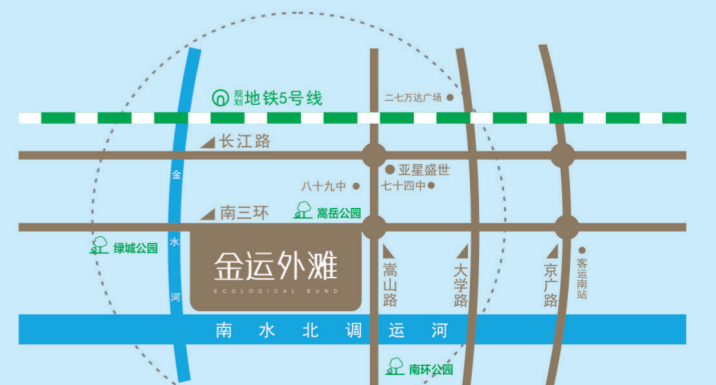 规划
地铁5号线
二七万达广场
长江路
亚星盛世
金
八十九中
七十四中
南三环
嵩岳公园
绿城公园
水
金运外滩
ECOLOGICAL BUND
嵩山路
大学路
京广路
客运南站
河
南水北调运河
南环公园